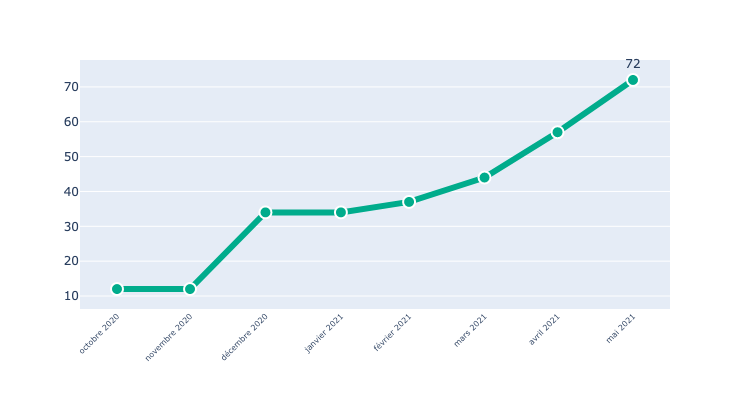 72
70
60
50
40
30
20
10
octobre 2020
novembre 2020
décembre 2020
janvier 2021
février 2021
mars 2021
avril 2021
mai 2021